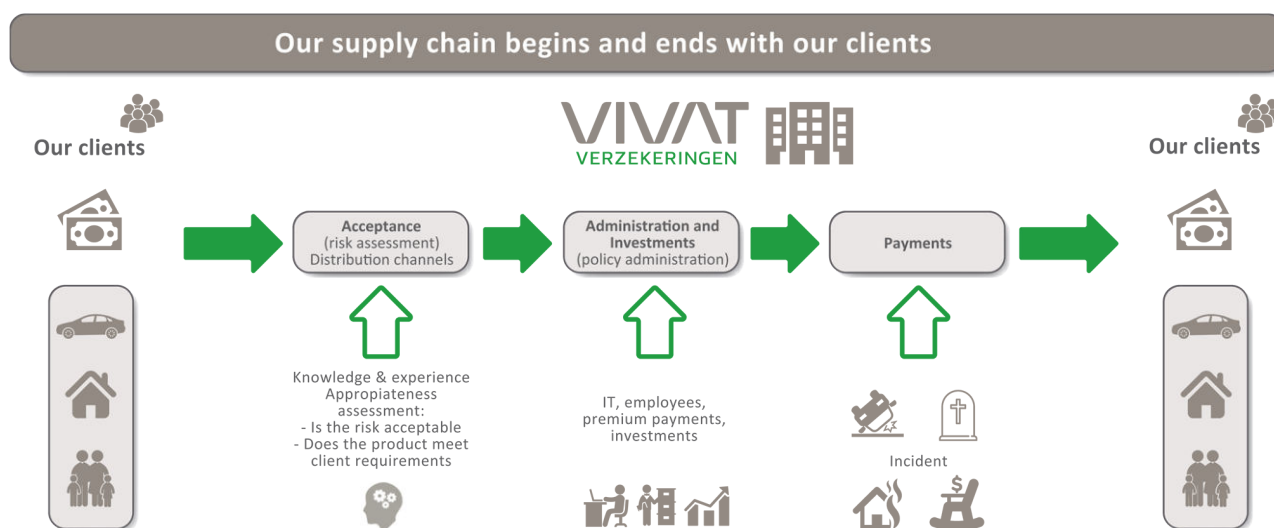 Our supply chain begins and ends with our clients
Our clients
VIVAT
VERZEKERINGEN
Our clients
Acceptance
(risk assessment)
Distribution channels
Administration and
Investments
(policy administration)
Payments
Knowledge & experience
Appropiateness
assessment:
- Is the risk acceptable
- Does the product meet
client requirements
IT, employees,
premium payments,
investments
Incident
$